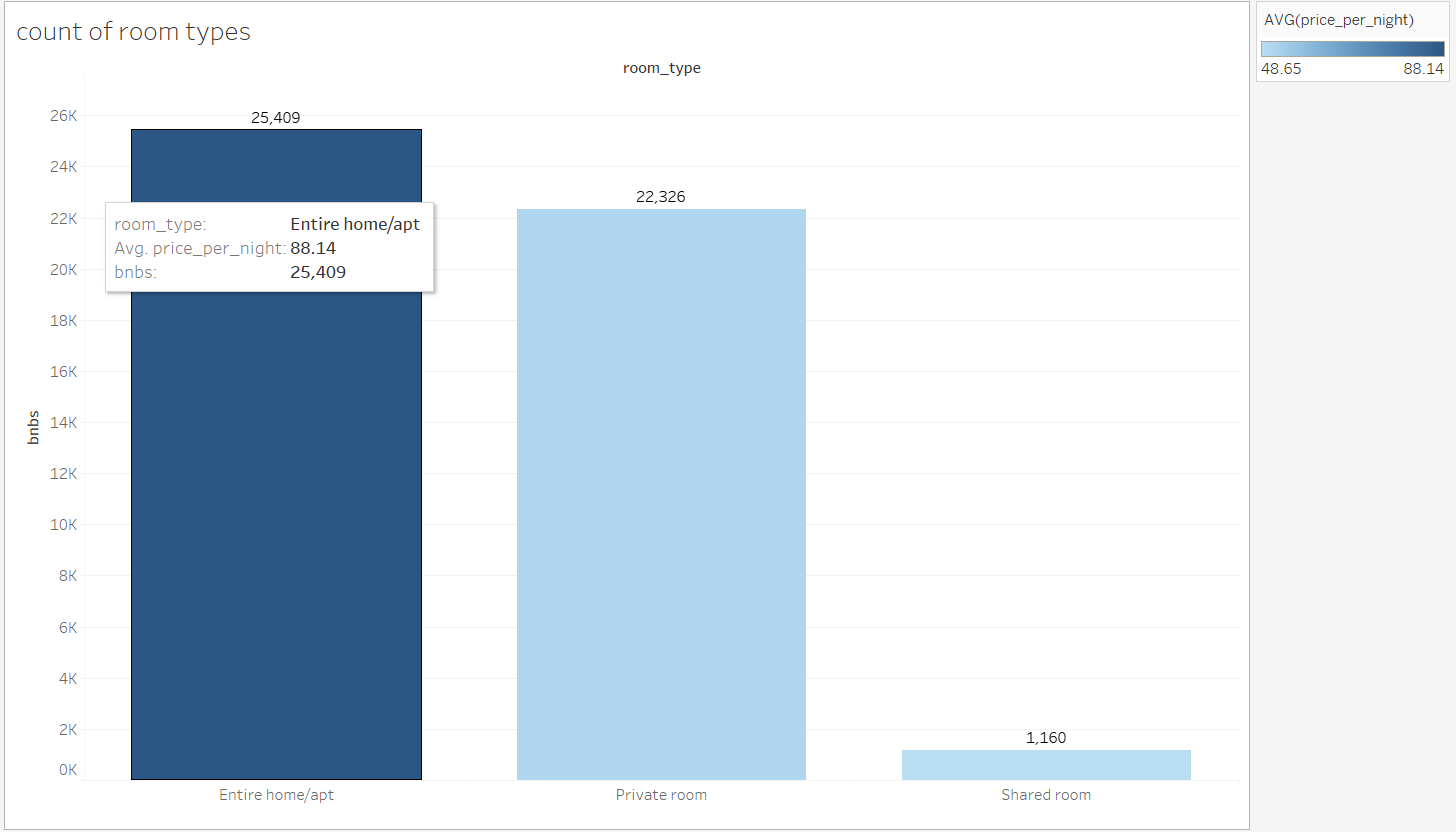 count of room types
AVG(price_per_night)
48.65 88.14
room_type
26K
24K
22K
20K
18K
16K
14K
12K
10K
8K
6K
4K
2K
0K
bnbs
25,409
22,326
1,160
room_type: Entire home/apt
Avg. price_per_night: 88.14
bnbs: 25,409
Entire home/apt Private room Shared room